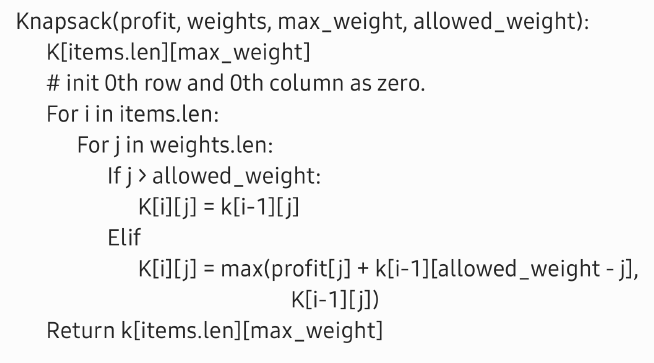 Knapsack(profit, weights, max_weight, allowed_weight):
K[items.len][max_weight]
# init 0th row and 0th column as zero.
For i in items.len:
For j in weights.len:
If j > allowed_weight:
K[i][j] = k[i-1][j]
Elif
K[i][j] = max(profit[j] + k[i-1][allowed_weight - j],
K[i-1][j])
Return k[items.len][max_weight]